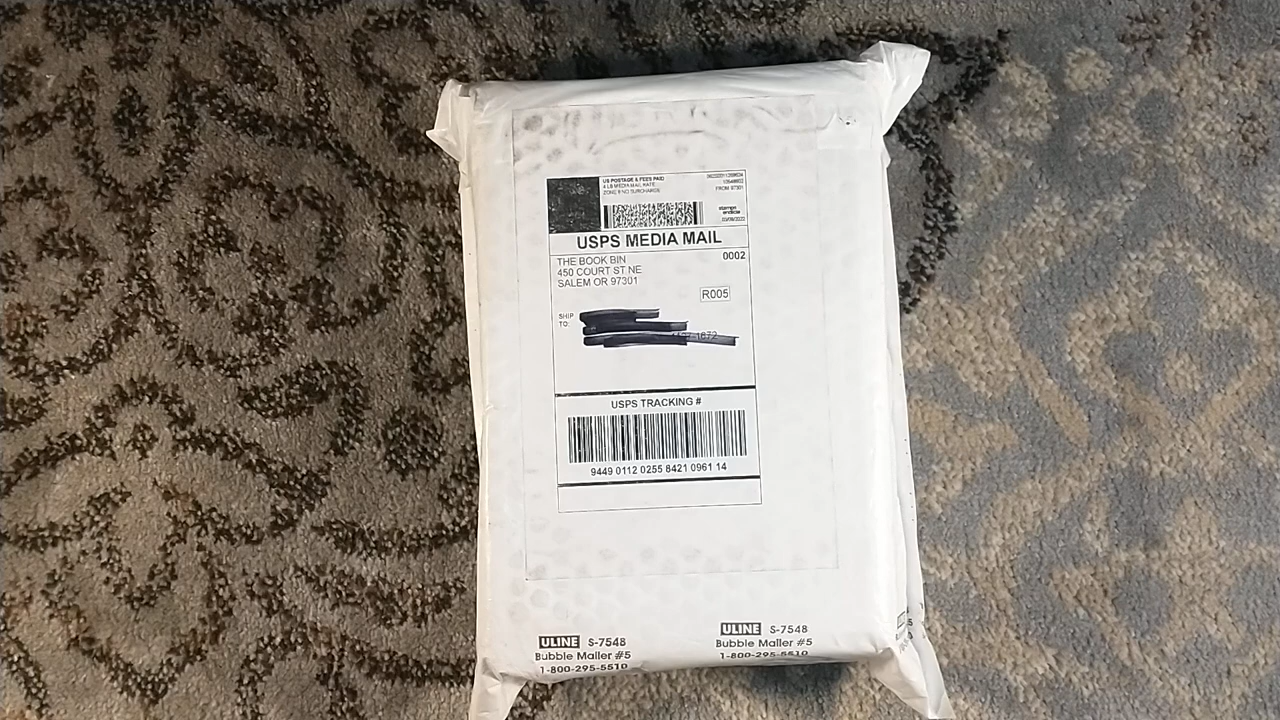 US POSTAGE & FEES PAID
4 LB MEDIA MAIL RATE
ZONE 8 NO SURCHARGE
FROM 97301
stamps
endicia
03/08/2022
USPS MEDIA MAIL
THE BOOK BIN
0002
450 COURT ST NE
SALEM OR 97301
R005
SHIP
TO:
USPS TRACKING #
9449 0112 0255 8421 0961 14
ULINE S-7548
Bubble Mailer #5
1-800-295-5510
ULINE S-7548
Bubble Mailer #5
1-800-295-5510